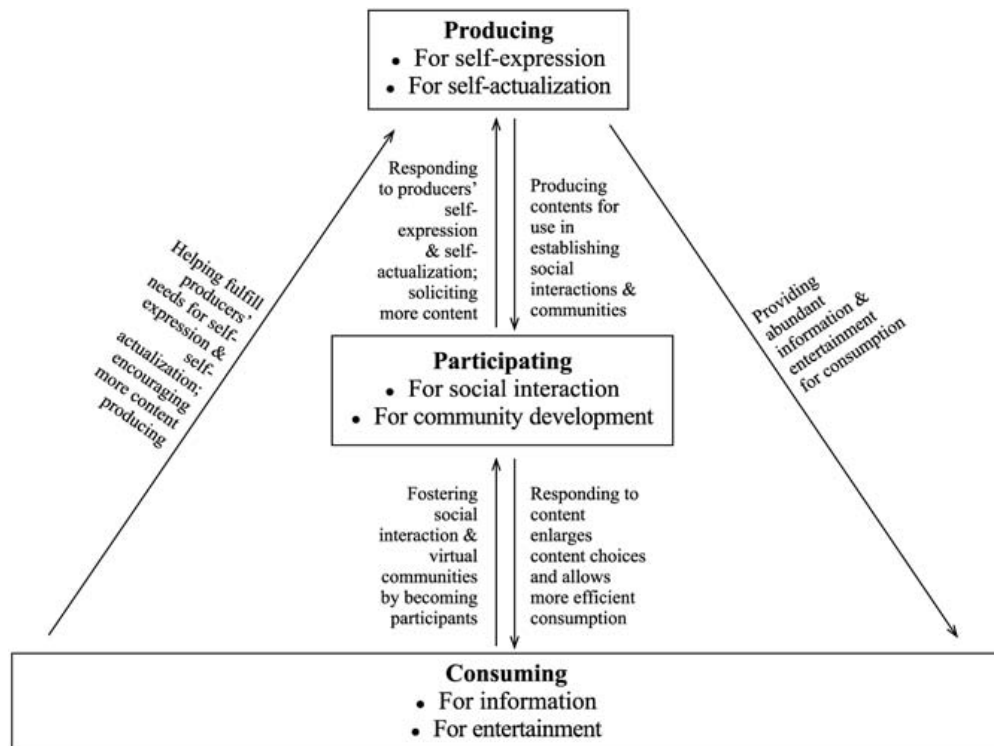 Producing
• For self-expression
• For self-actualization
Responding
to producers’
self-
expression
& self-
actualization;
soliciting
more content
Producing
contents for
use in
establishing
social
interactions &
communities
Helping fulfill
producers’
needs for self-
expression &
self-
actualization;
encouraging
more content
producing
Providing
abundant
information &
entertainment
for consumption
Participating
• For social interaction
• For community development
Fostering
social
interaction &
virtual
communities
by becoming
participants
Responding to
content
enlarges
content choices
and allows
more efficient
consumption
Consuming
• For information
• For entertainment